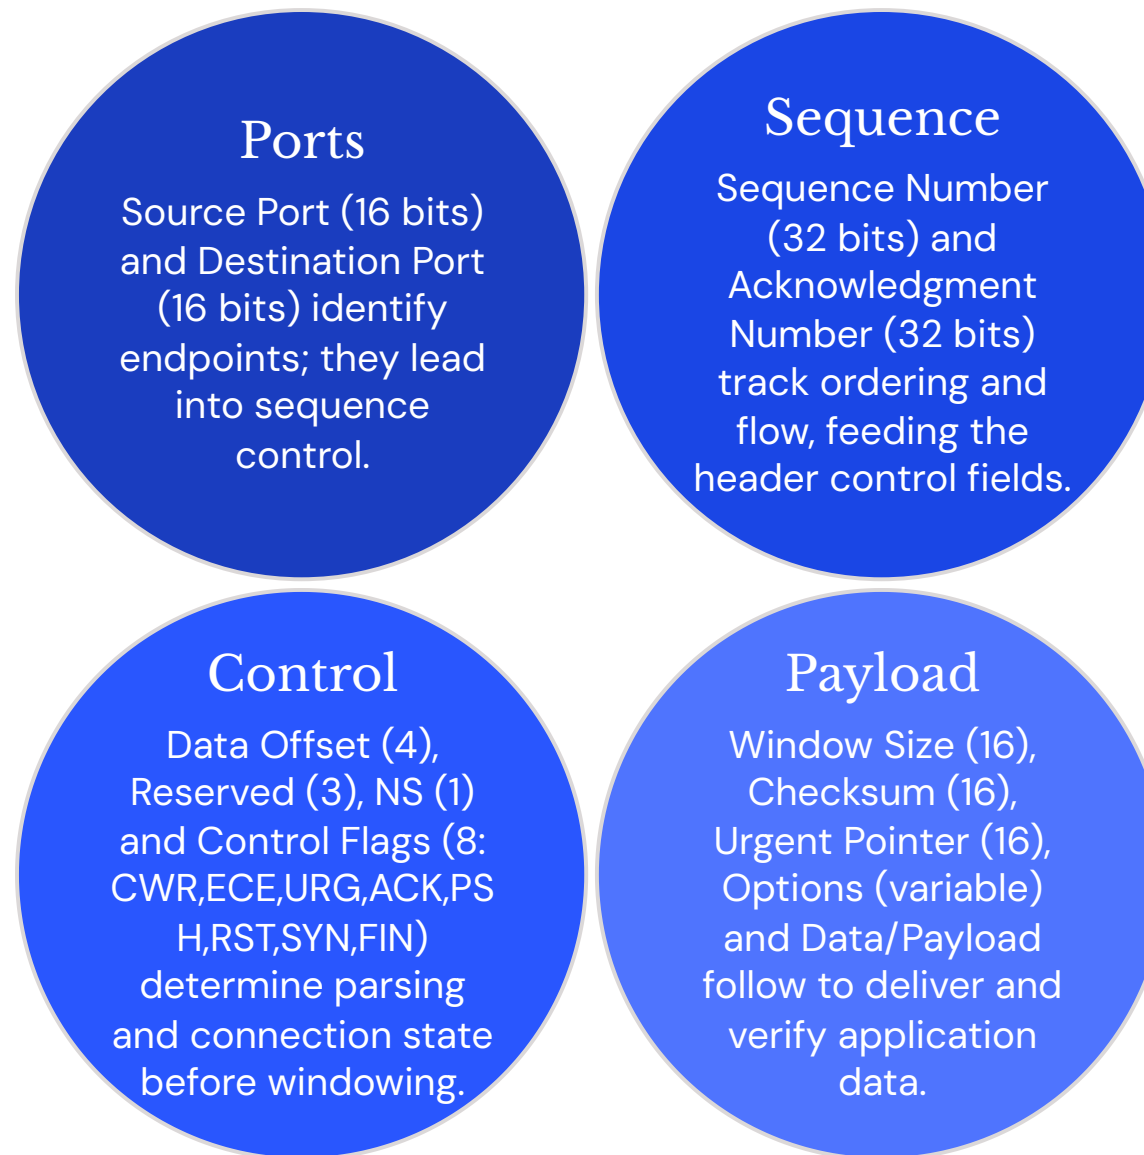 Ports
Source Port (16 bits)
and Destination Port
(16 bits) identify
endpoints; they lead
into sequence
control.
Sequence
Sequence Number
(32 bits) and
Acknowledgment
Number (32 bits)
track ordering and
flow, feeding the
header control fields.
Control
Data Offset (4),
Reserved (3), NS (1)
and Control Flags (8:
CWR,ECE,URG,ACK,PS
H,RST,SYN,FIN)
determine parsing
and connection state
before windowing.
Payload
Window Size (16),
Checksum (16),
Urgent Pointer (16),
Options (variable)
and Data/Payload
follow to deliver and
verify application
data.